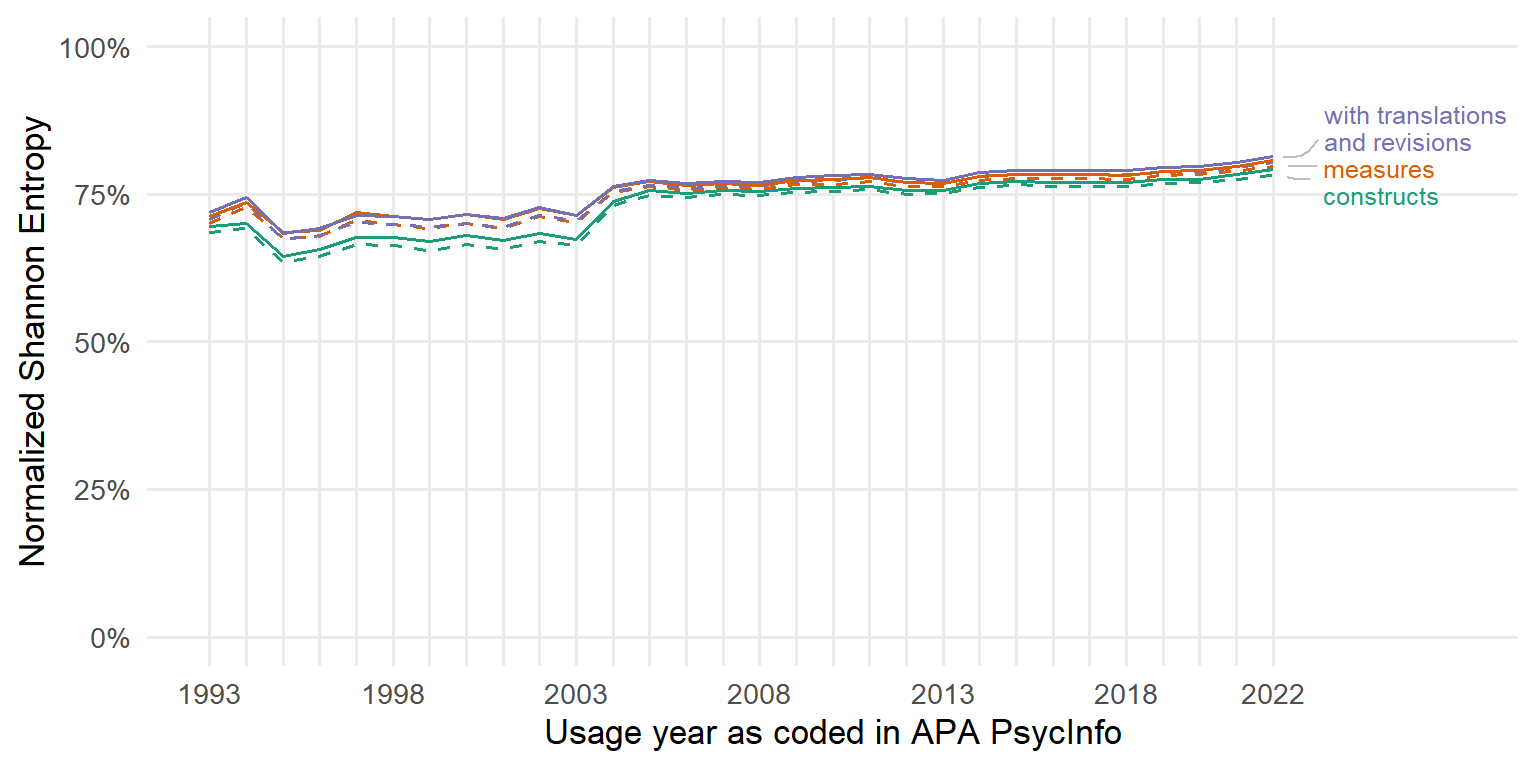 100%
75%
50%
25%
0%
Normalized Shannon Entropy
with translations
and revisions
measures
constructs
1993 1998 2003 2008 2013 2018 2022
Usage year as coded in APA PsycInfo